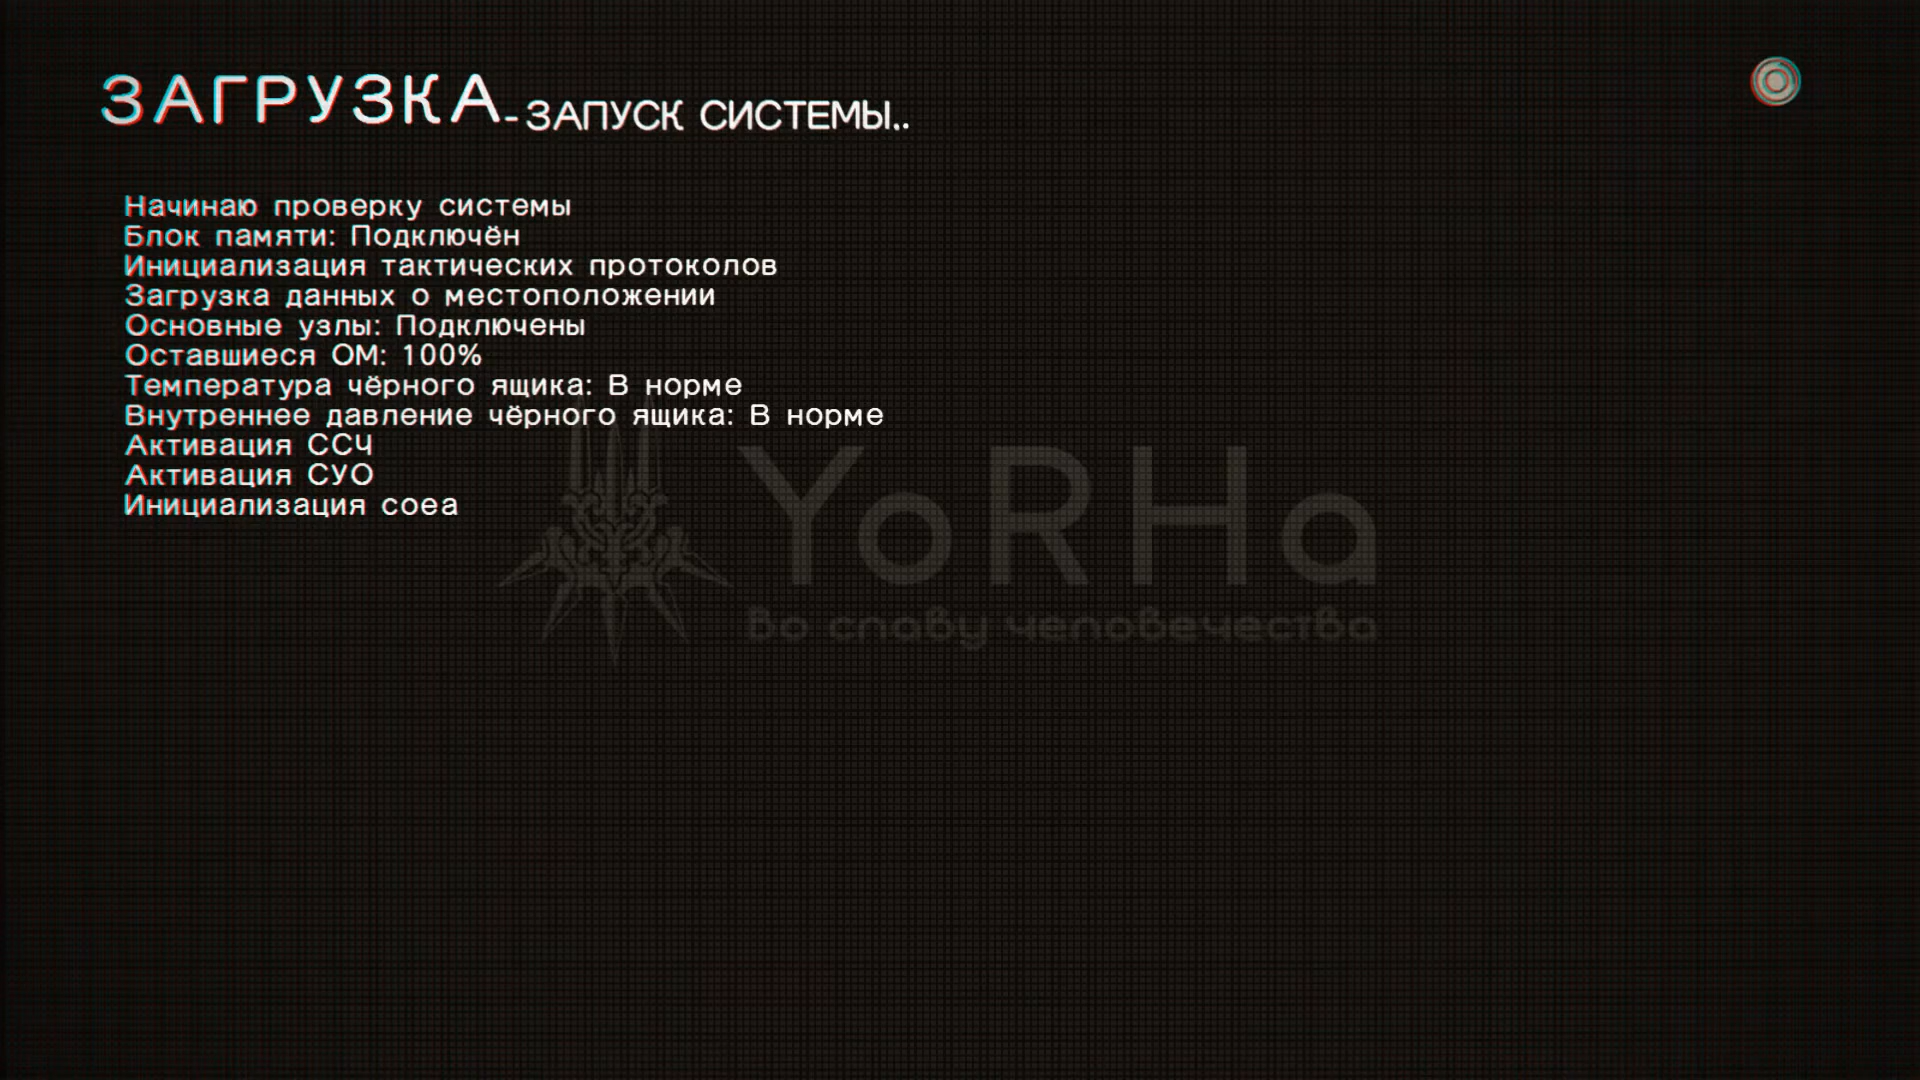 ЗАГРУЗКА-ЗАПУСК СИСТЕМЫ..
Начинаю проверку системы
Блок памяти: Подключён
Инициализация тактических протоколов
Загрузка данных о местоположении
Основные узлы: Подключены
Оставшиеся ОМ: 100%
Температура чёрного ящика: В норме
Внутреннее давление чёрного ящика: В норме
Активация ССЧ
Активация СУО
Инициализация соеа
YoRHa
Во славу человечества